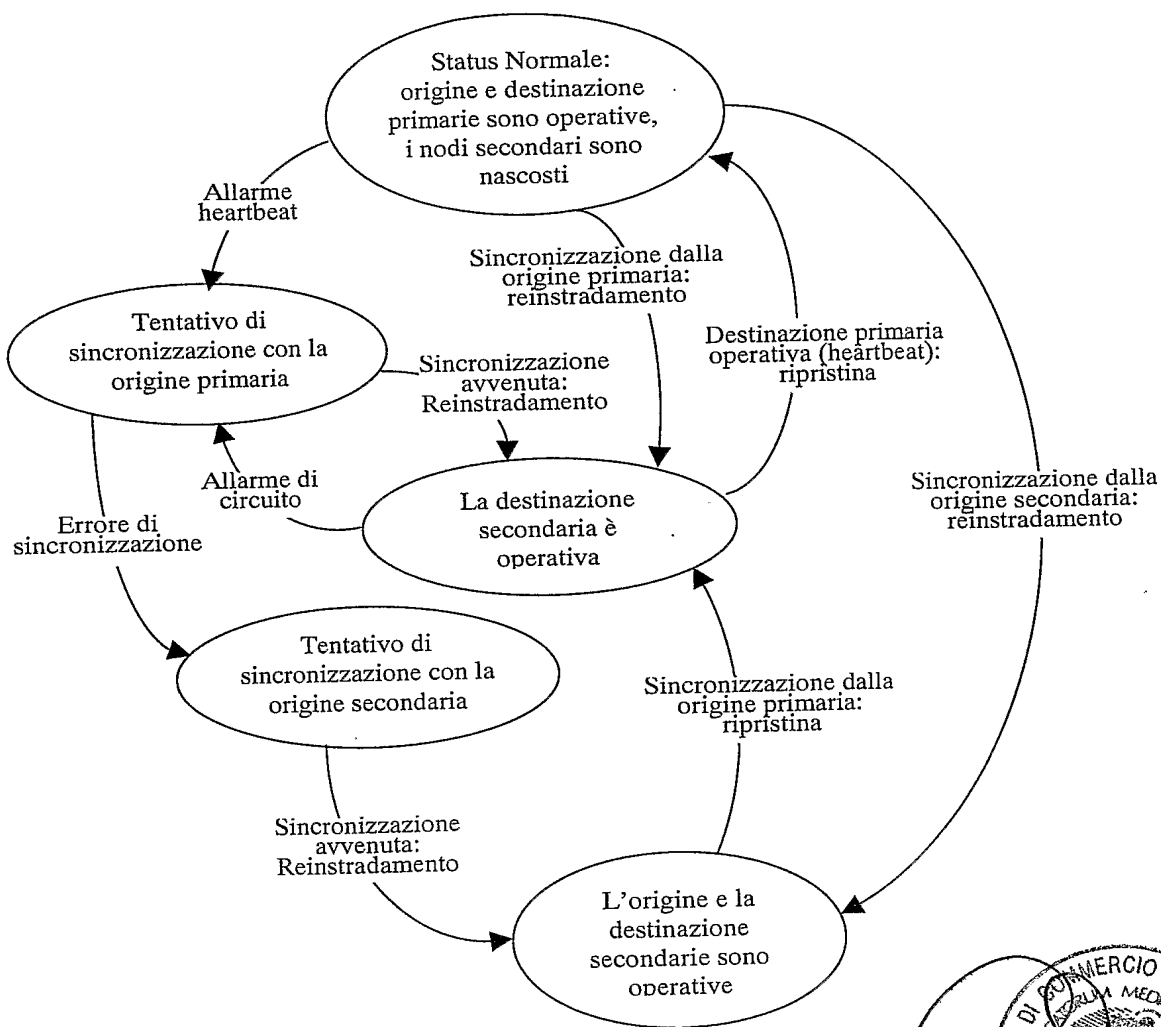 Status Normale:
origine e destinazione
primarie sono operative,
i nodi secondari sono
nascosti
Allarme
heartbeat
Sincronizzazione dalla
origine primaria:
reinstradamento
Tentativo di
sincronizzazione con la
origine primaria
Destinazione primaria
operativa (heartbeat):
ripristina
Sincronizzazione
avvenuta:
Reinstradamento
Allarme di
circuito
La destinazione
secondaria è
operativa
Sincronizzazione dalla
origine secondaria:
reinstradamento
Errore di
sincronizzazione
Tentativo di
sincronizzazione con la
origine secondaria
Sincronizzazione dalla
origine primaria:
ripristina
Sincronizzazione
avvenuta:
Reinstradamento
L'origine e la
destinazione
secondarie sono
operative
DI COMMERCIO